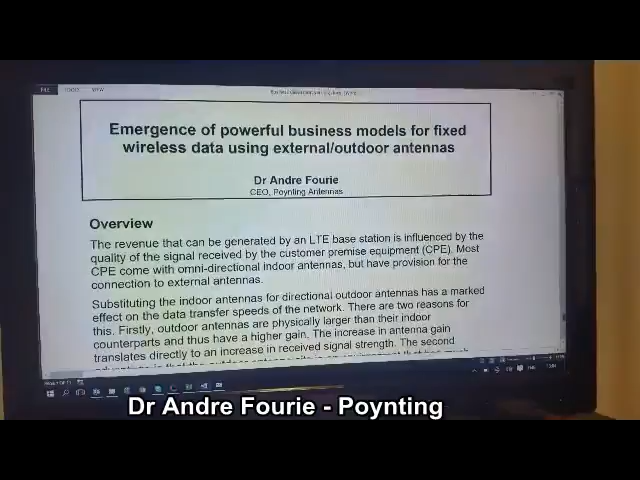 FILE TOOLS VIEW
Emergence of powerful business models for fixed
wireless data using external/outdoor antennas
Dr Andre Fourie
CEO, Poynting Antennas
Overview
The revenue that can be generated by an LTE base station is influenced by the
quality of the signal received by the customer premise equipment (CPE). Most
CPE come with omni-directional indoor antennas, but have provision for the
connection to external antennas.
Substituting the indoor antennas for directional outdoor antennas has a marked
effect on the data transfer speeds of the network. There are two reasons for
this. Firstly, outdoor antennas are physically larger than their indoor
counterparts and thus have a higher gain. The increase in antenna gain
translates directly to an increase in received signal strength. The second
Dr Andre Fourie - Poynting